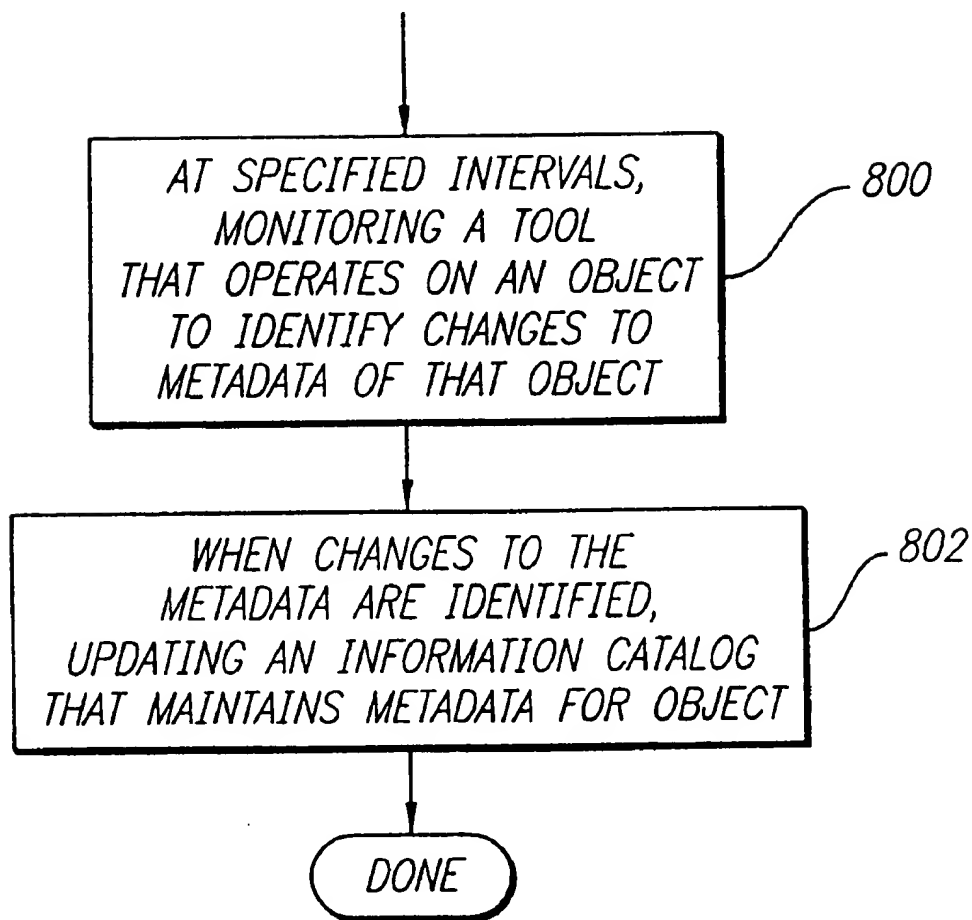 AT SPECIFIED INTERVALS,
MONITORING A TOOL
THAT OPERATES ON AN OBJECT
TO IDENTIFY CHANGES TO
METADATA OF THAT OBJECT
800
WHEN CHANGES TO THE
METADATA ARE IDENTIFIED,
UPDATING AN INFORMATION CATALOG
THAT MAINTAINS METADATA FOR OBJECT
802
DONE